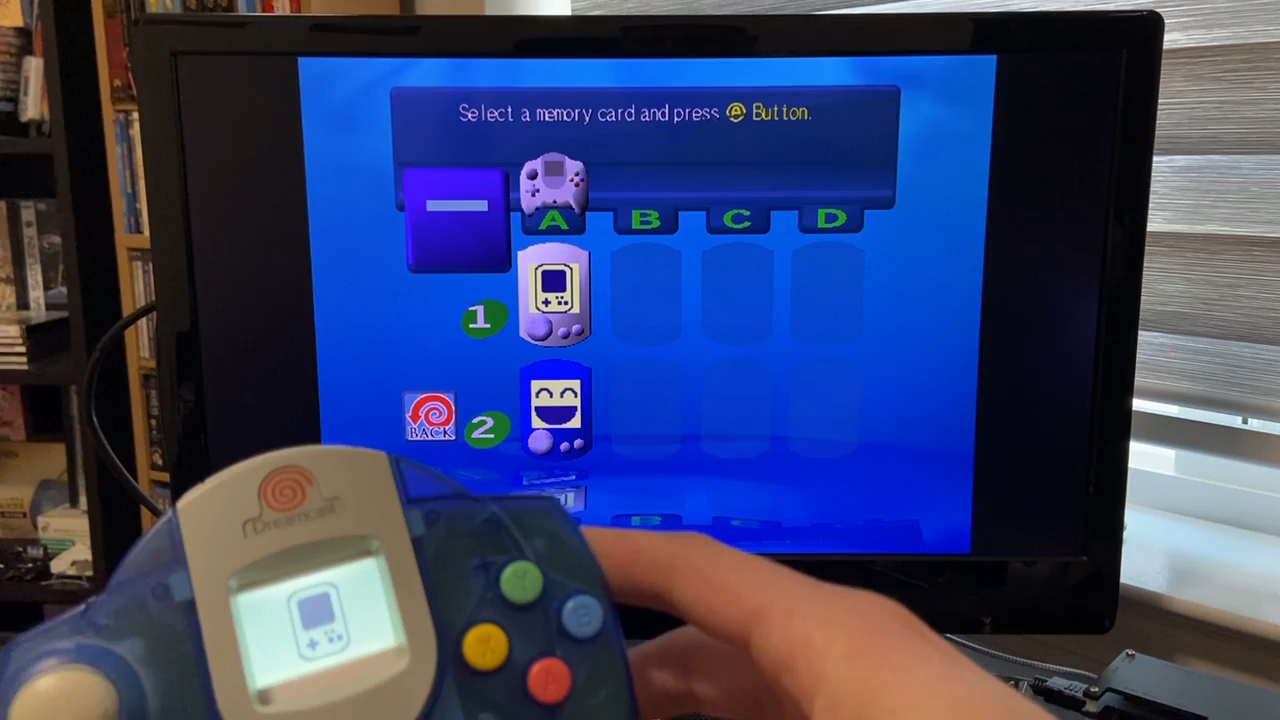 Select a memory card and press A Button.
A B C D
1
BACK 2
Dreamcast
Y
B
X
A